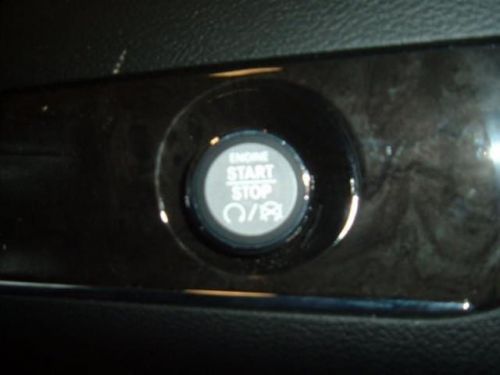 ENGINE
START
STOP
/